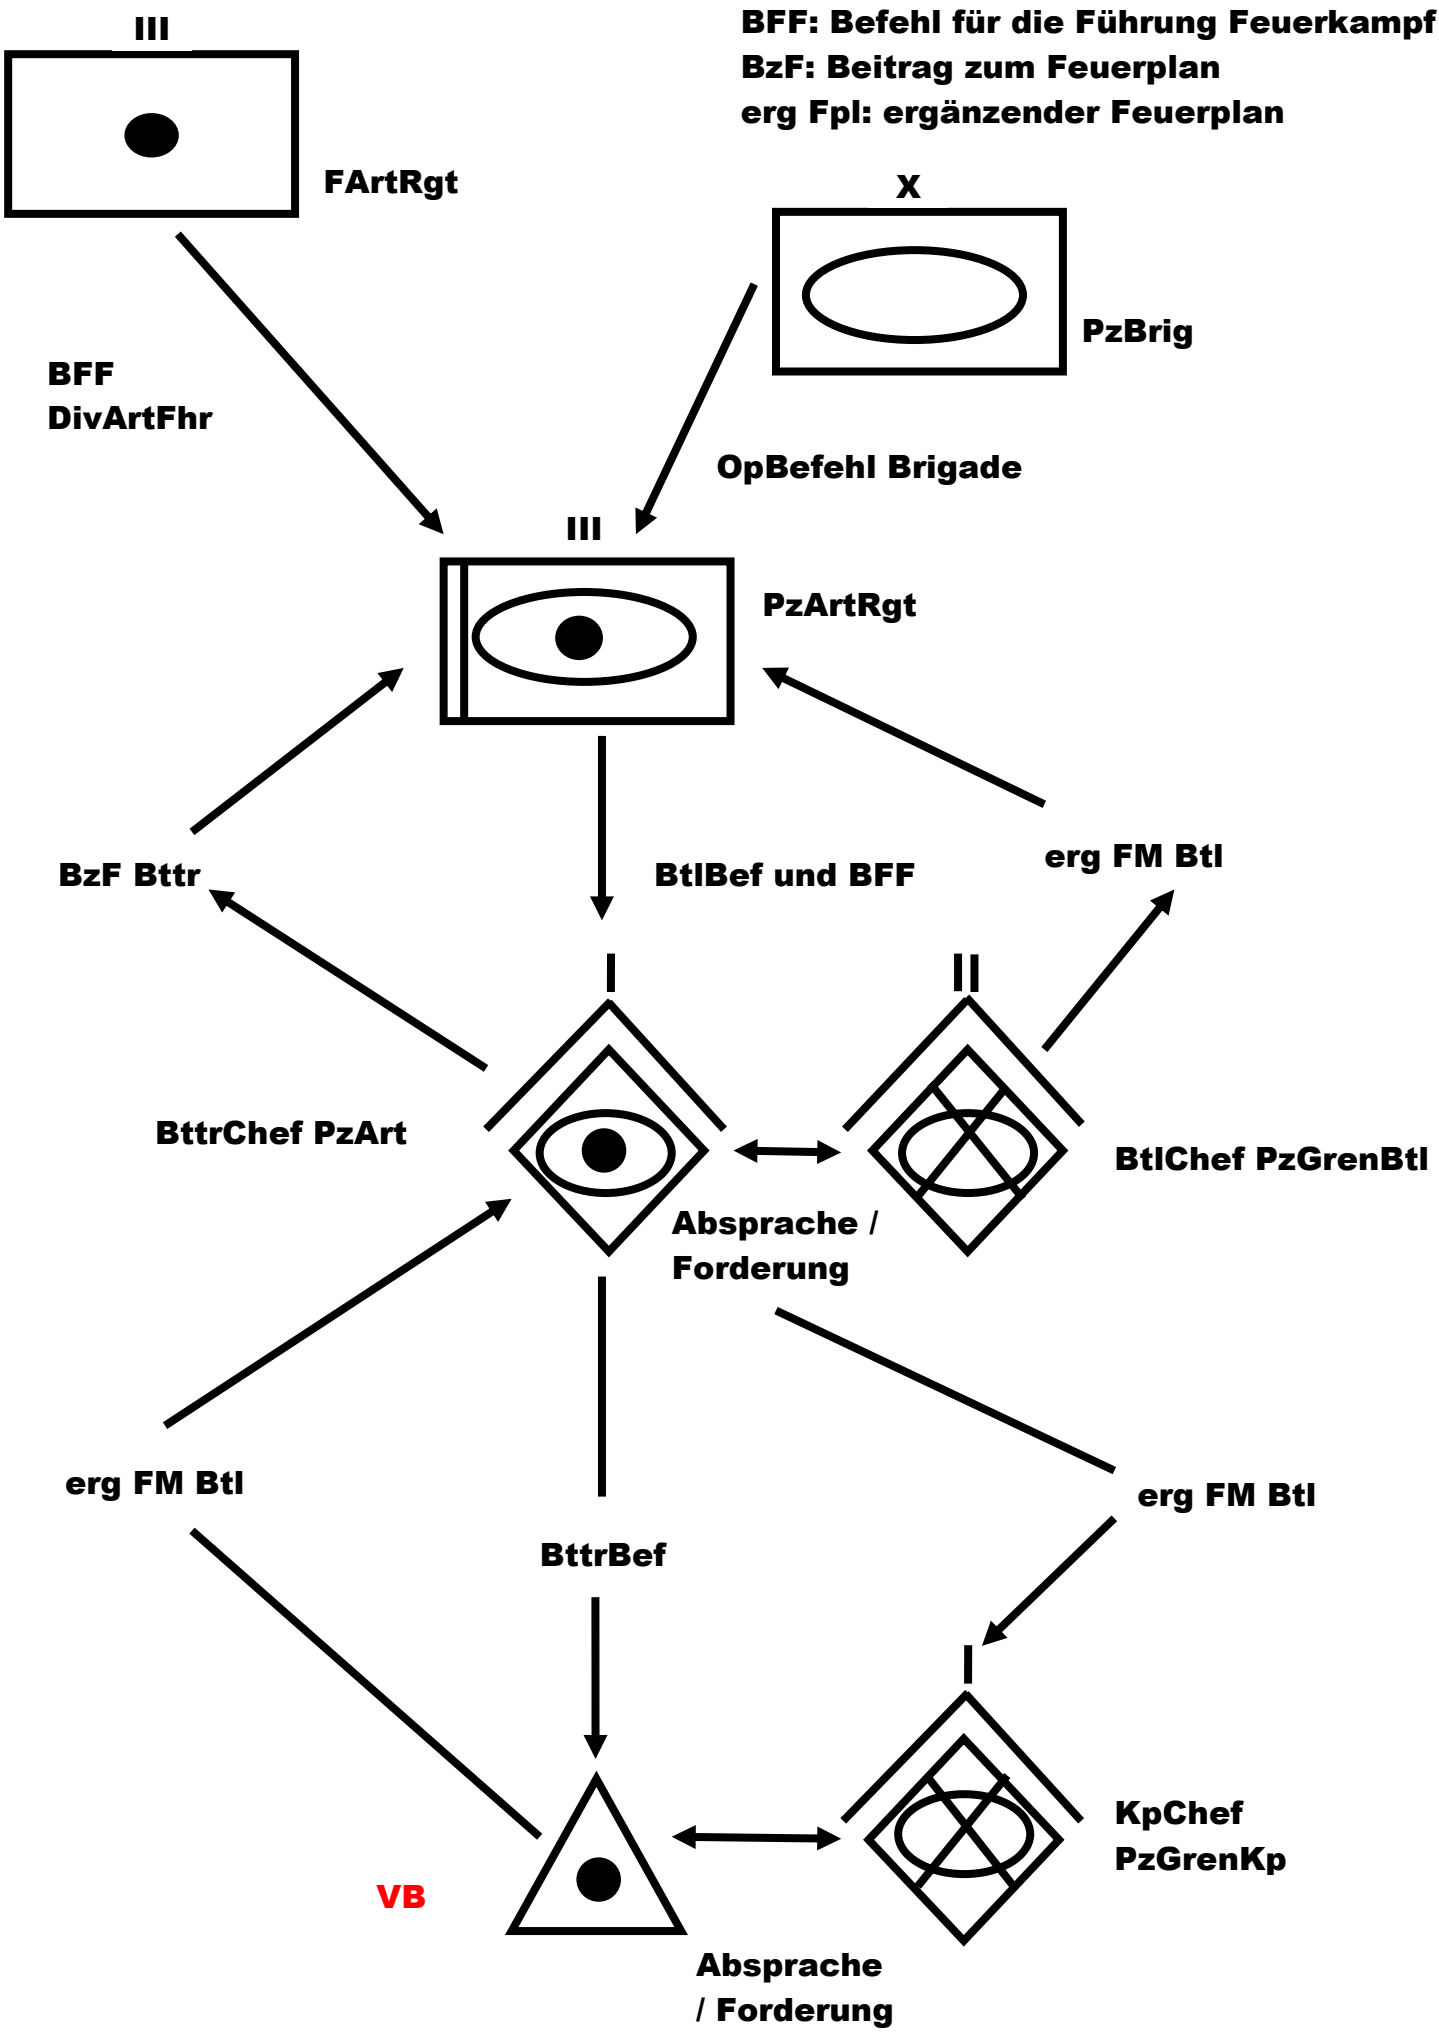 III
BFF: Befehl für die Führung Feuerkampf
BzF: Beitrag zum Feuerplan
erg Fpl: ergänzender Feuerplan
FArtRgt
X
PzBrig
BFF
DivArtFhr
OpBefehl Brigade
III
PzArtRgt
BzF Bttr
BtlBef und BFF
erg FM Btl
I
II
BttrChef PzArt
BtlChef PzGrenBtl
Absprache /
Forderung
erg FM Btl
erg FM Btl
BttrBef
I
KpChef
PzGrenKp
VB
Absprache
/ Forderung